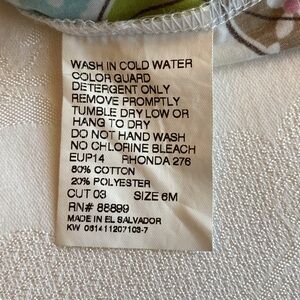 WASH IN COLD WATER
COLOR GUARD
DETERGENT ONLY
REMOVE PROMPTLY
TUMBLE DRY LOW OR
HANG TO DRY
DO NOT HAND WASH
NO CHLORINE BLEACH
EUP14 RHONDA 276
80% COTTON
20% POLYESTER
CUT 03 SIZE 6M
RN# 88899
MADE IN EL SALVADOR
KW 081411207103-7